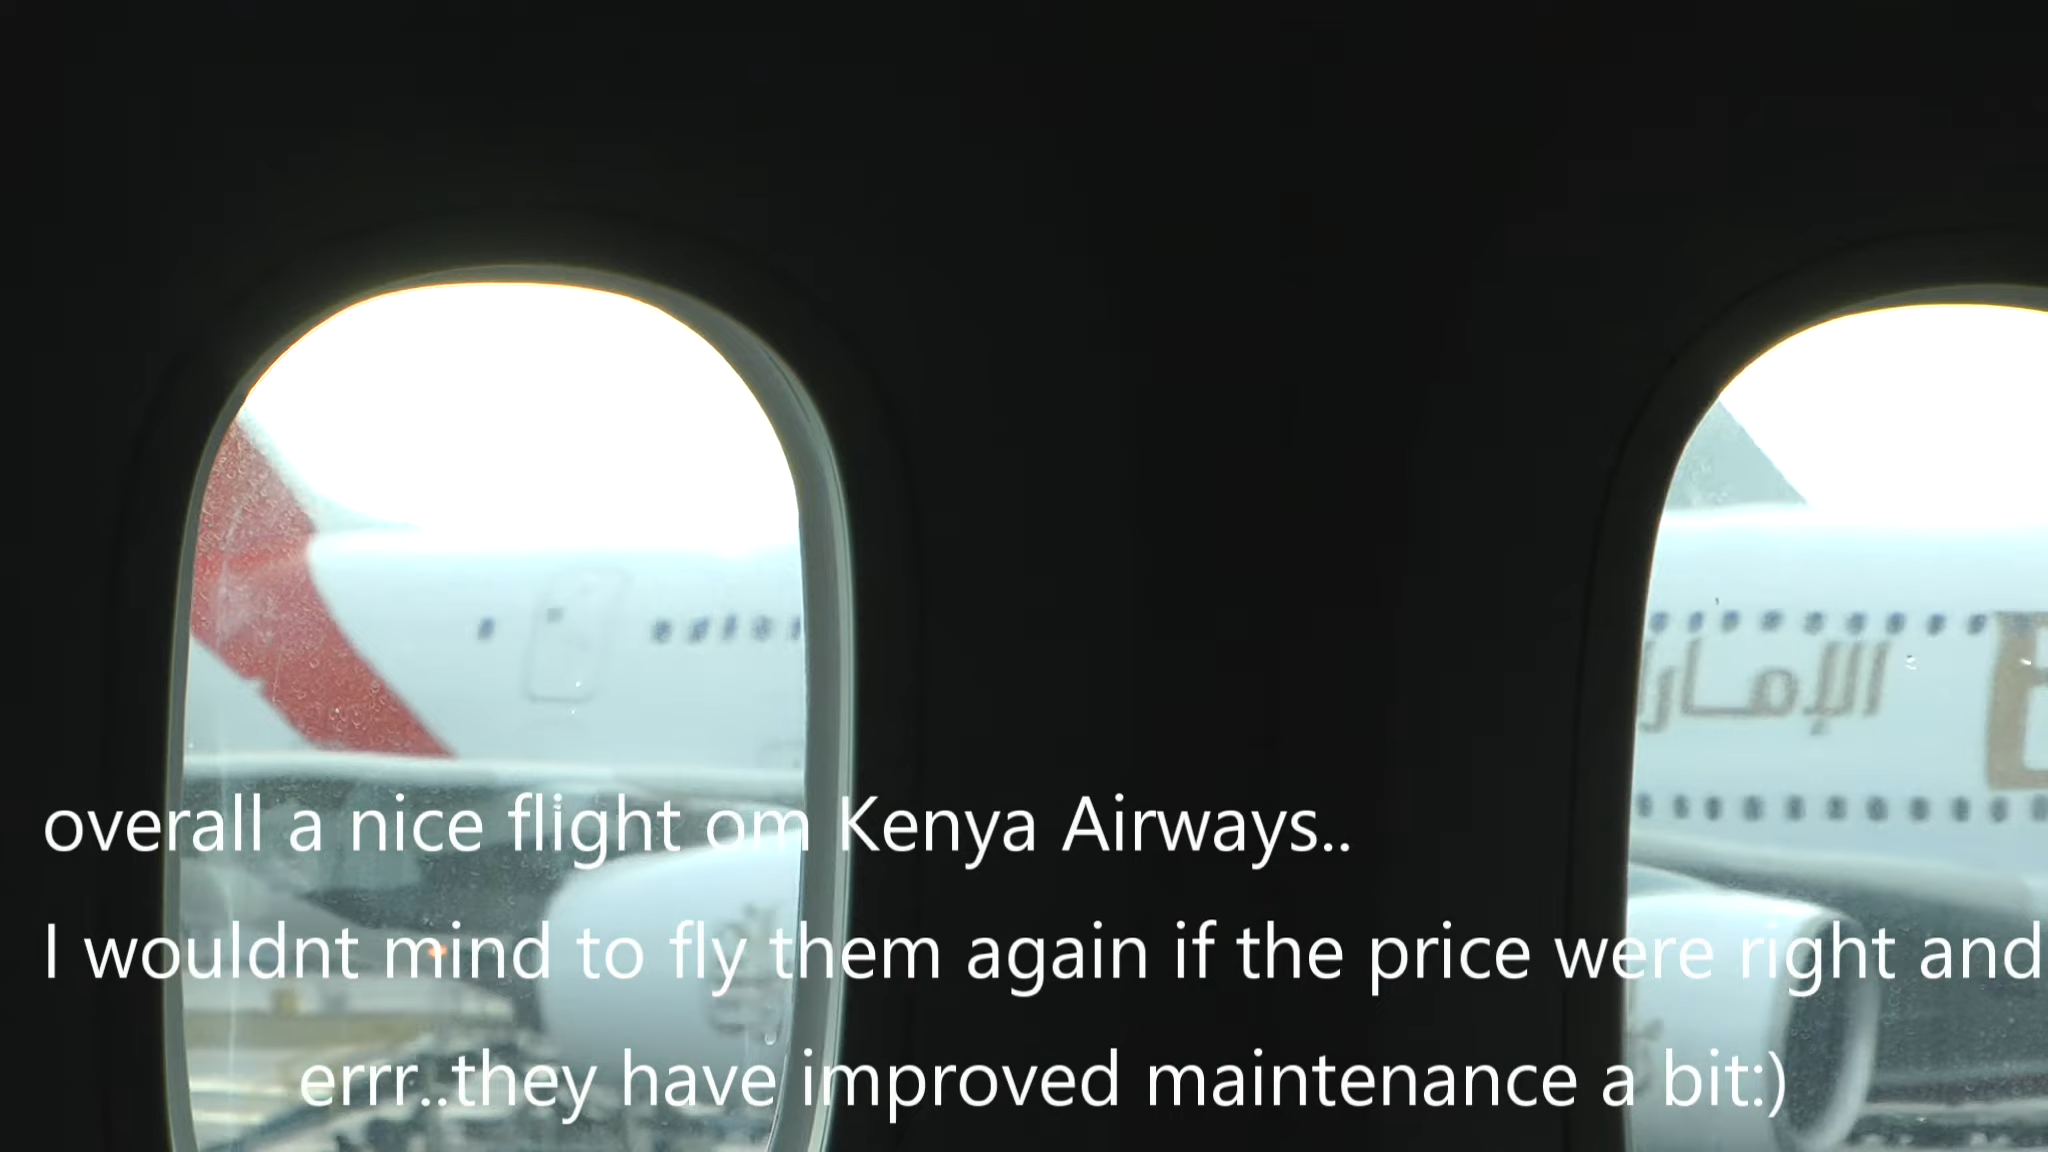 الإمارا
overall a nice flight om Kenya Airways..
I wouldnt mind to fly them again if the price were right and
errr..they have improved maintenance a bit:)